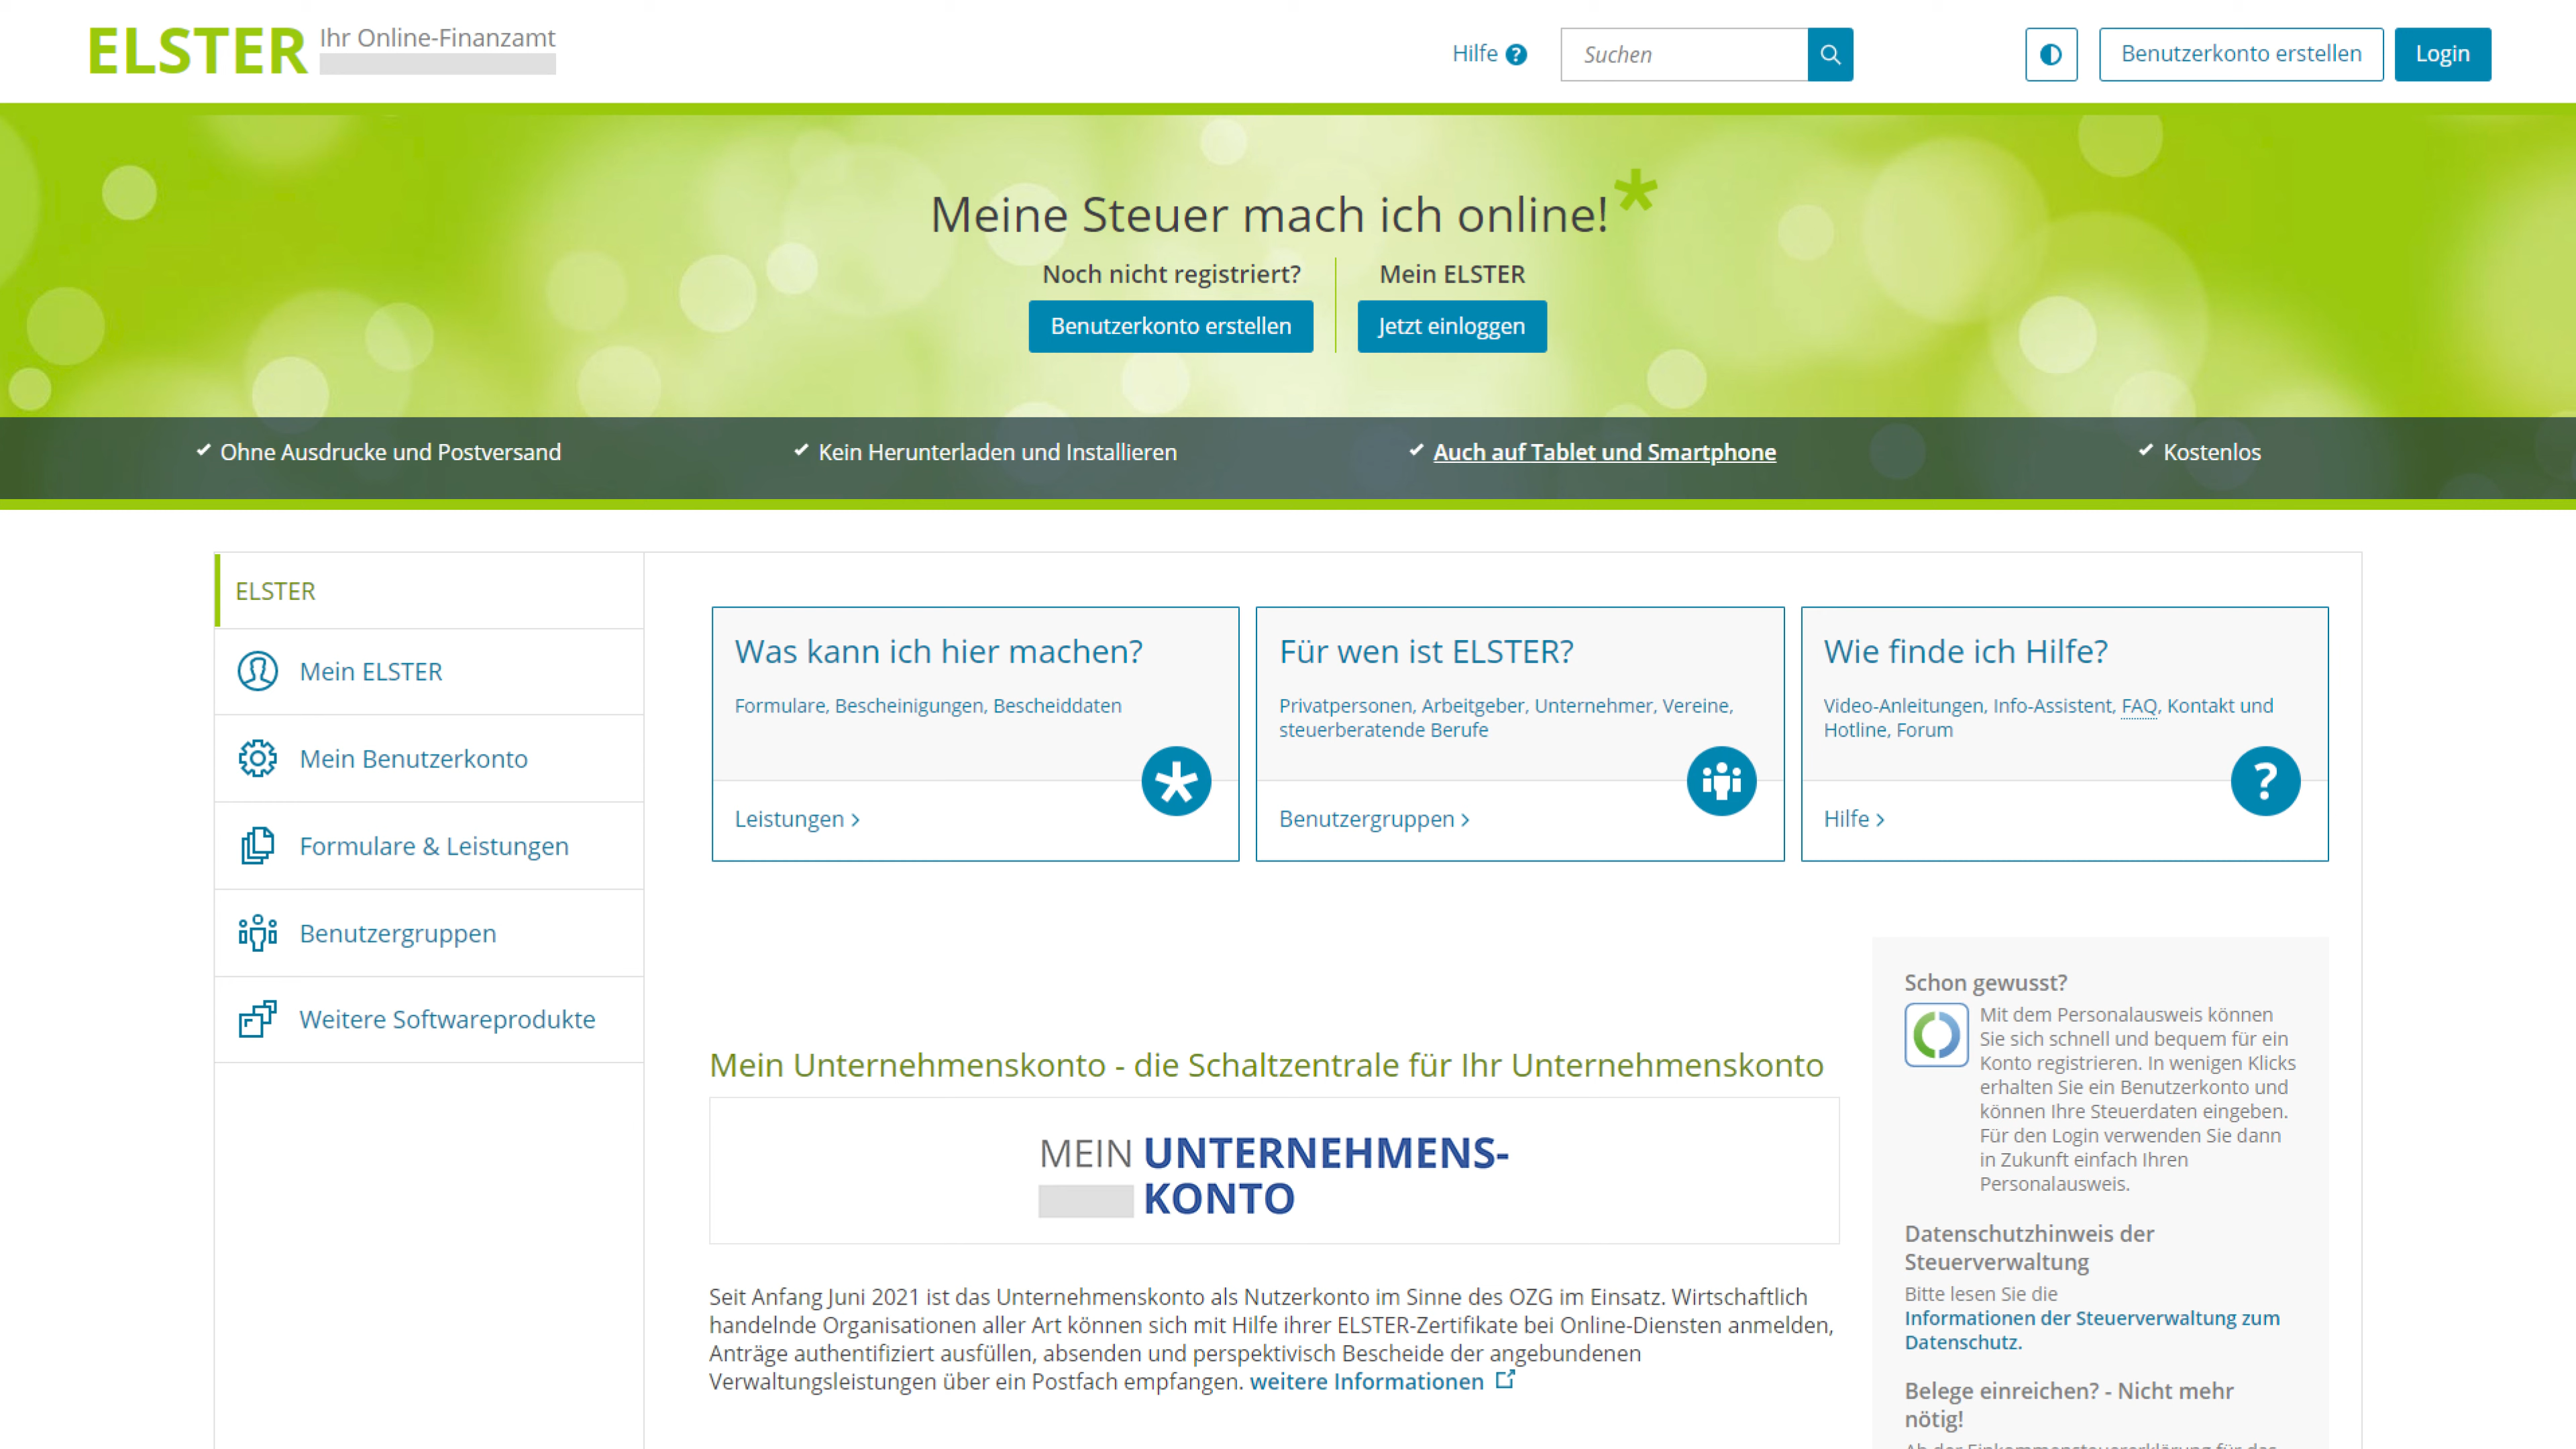 ELSTER Ihr Online-Finanzamt
Hilfe ?
Suchen
Benutzerkonto erstellen
Login
Meine Steuer mach ich online!*
Noch nicht registriert?
Benutzerkonto erstellen
Mein ELSTER
Jetzt einloggen
Ohne Ausdrucke und Postversand
Kein Herunterladen und Installieren
Auch auf Tablet und Smartphone
Kostenlos
ELSTER
Mein ELSTER
Mein Benutzerkonto
Formulare & Leistungen
Benutzergruppen
Weitere Softwareprodukte
Was kann ich hier machen?
Formulare, Bescheinigungen, Bescheiddaten
Leistungen >
Für wen ist ELSTER?
Privatpersonen, Arbeitgeber, Unternehmer, Vereine,
steuerberatende Berufe
Benutzergruppen >
Wie finde ich Hilfe?
Video-Anleitungen, Info-Assistent, FAQ, Kontakt und
Hotline, Forum
?
Hilfe >
Mein Unternehmenskonto - die Schaltzentrale für Ihr Unternehmenskonto
MEIN UNTERNEHMENS-
KONTO
Seit Anfang Juni 2021 ist das Unternehmenskonto als Nutzerkonto im Sinne des OZG im Einsatz. Wirtschaftlich
handelnde Organisationen aller Art können sich mit Hilfe ihrer ELSTER-Zertifikate bei Online-Diensten anmelden,
Anträge authentifiziert ausfüllen, absenden und perspektivisch Bescheide der angebundenen
Verwaltungsleistungen über ein Postfach empfangen. weitere Informationen
Schon gewusst?
Mit dem Personalausweis können
Sie sich schnell und bequem für ein
Konto registrieren. In wenigen Klicks
erhalten Sie ein Benutzerkonto und
können Ihre Steuerdaten eingeben.
Für den Login verwenden Sie dann
in Zukunft einfach Ihren
Personalausweis.
Datenschutzhinweis der
Steuerverwaltung
Bitte lesen Sie die
Informationen der Steuerverwaltung zum
Datenschutz.
Belege einreichen? - Nicht mehr
nötig!